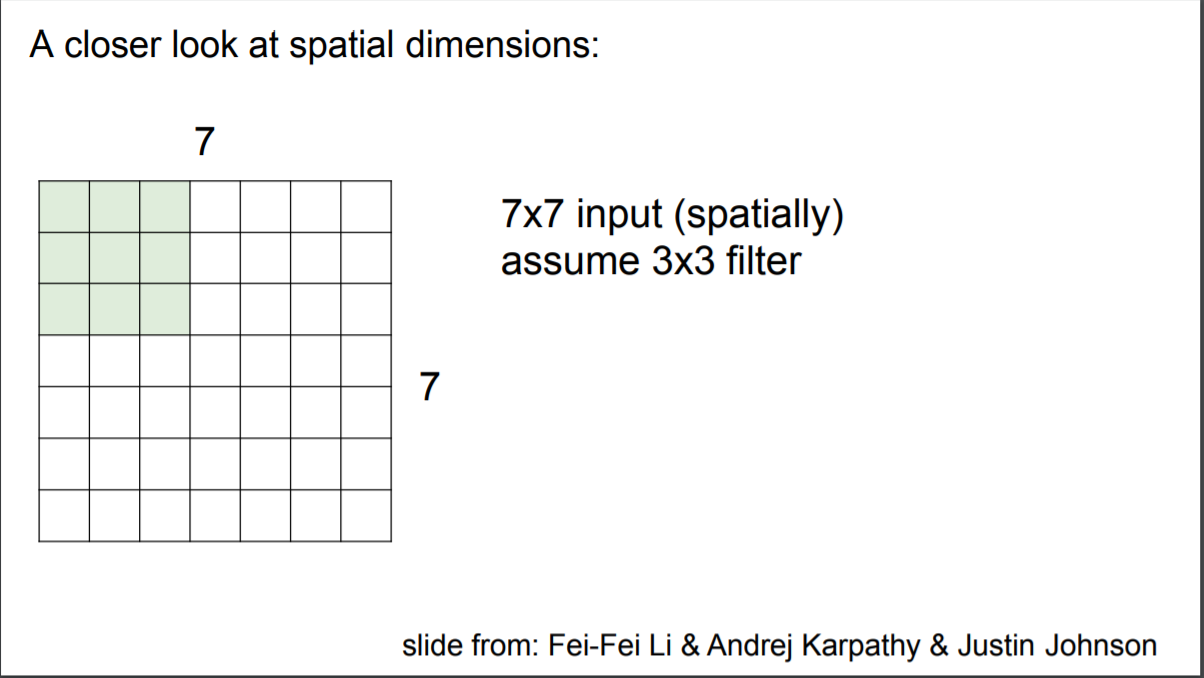 A closer look at spatial dimensions:
7
7x7 input (spatially)
assume 3x3 filter
7
slide from: Fei-Fei Li & Andrej Karpathy & Justin Johnson